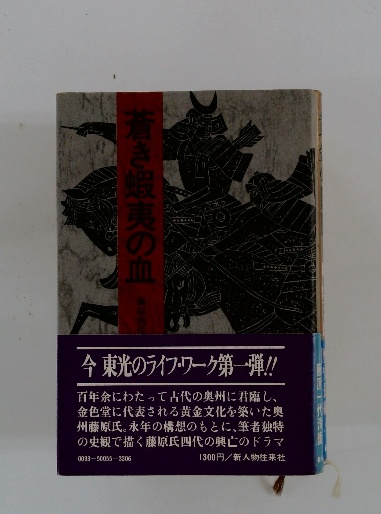 蒼き蝦夷の血
今 東光のライフ・ワーク第一弾!!
百年余にわたって古代の奥州に君臨し、
金色堂に代表される黄金文化を築いた奥
州藤原氏。永年の構想のもとに、筆者独特
の史観で描く藤原氏四代の興亡のドラマ
0093-50055-3306
1300円/新人物往来社